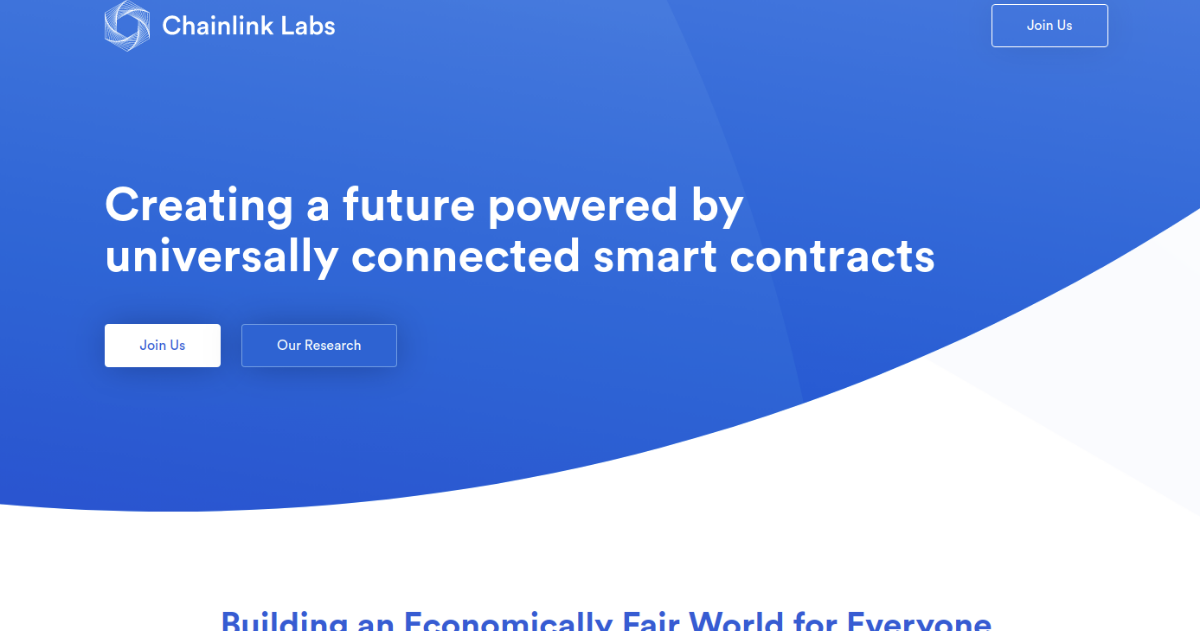 Chainlink Labs
Join Us
Creating a future powered by
universally connected smart contracts
Join Us
Our Research
Building an Economically Fair World for Everyone